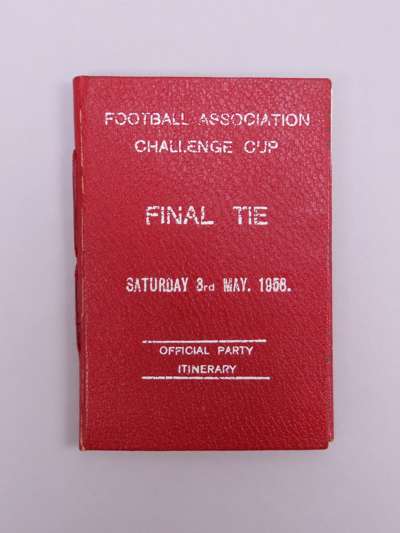 FOOTBALL ASSOCIATION
CHALLENGE CUP
FINAL TIE
SATURDAY 3rd MAY. 1958.
OFFICIAL PARTY
ITINERARY